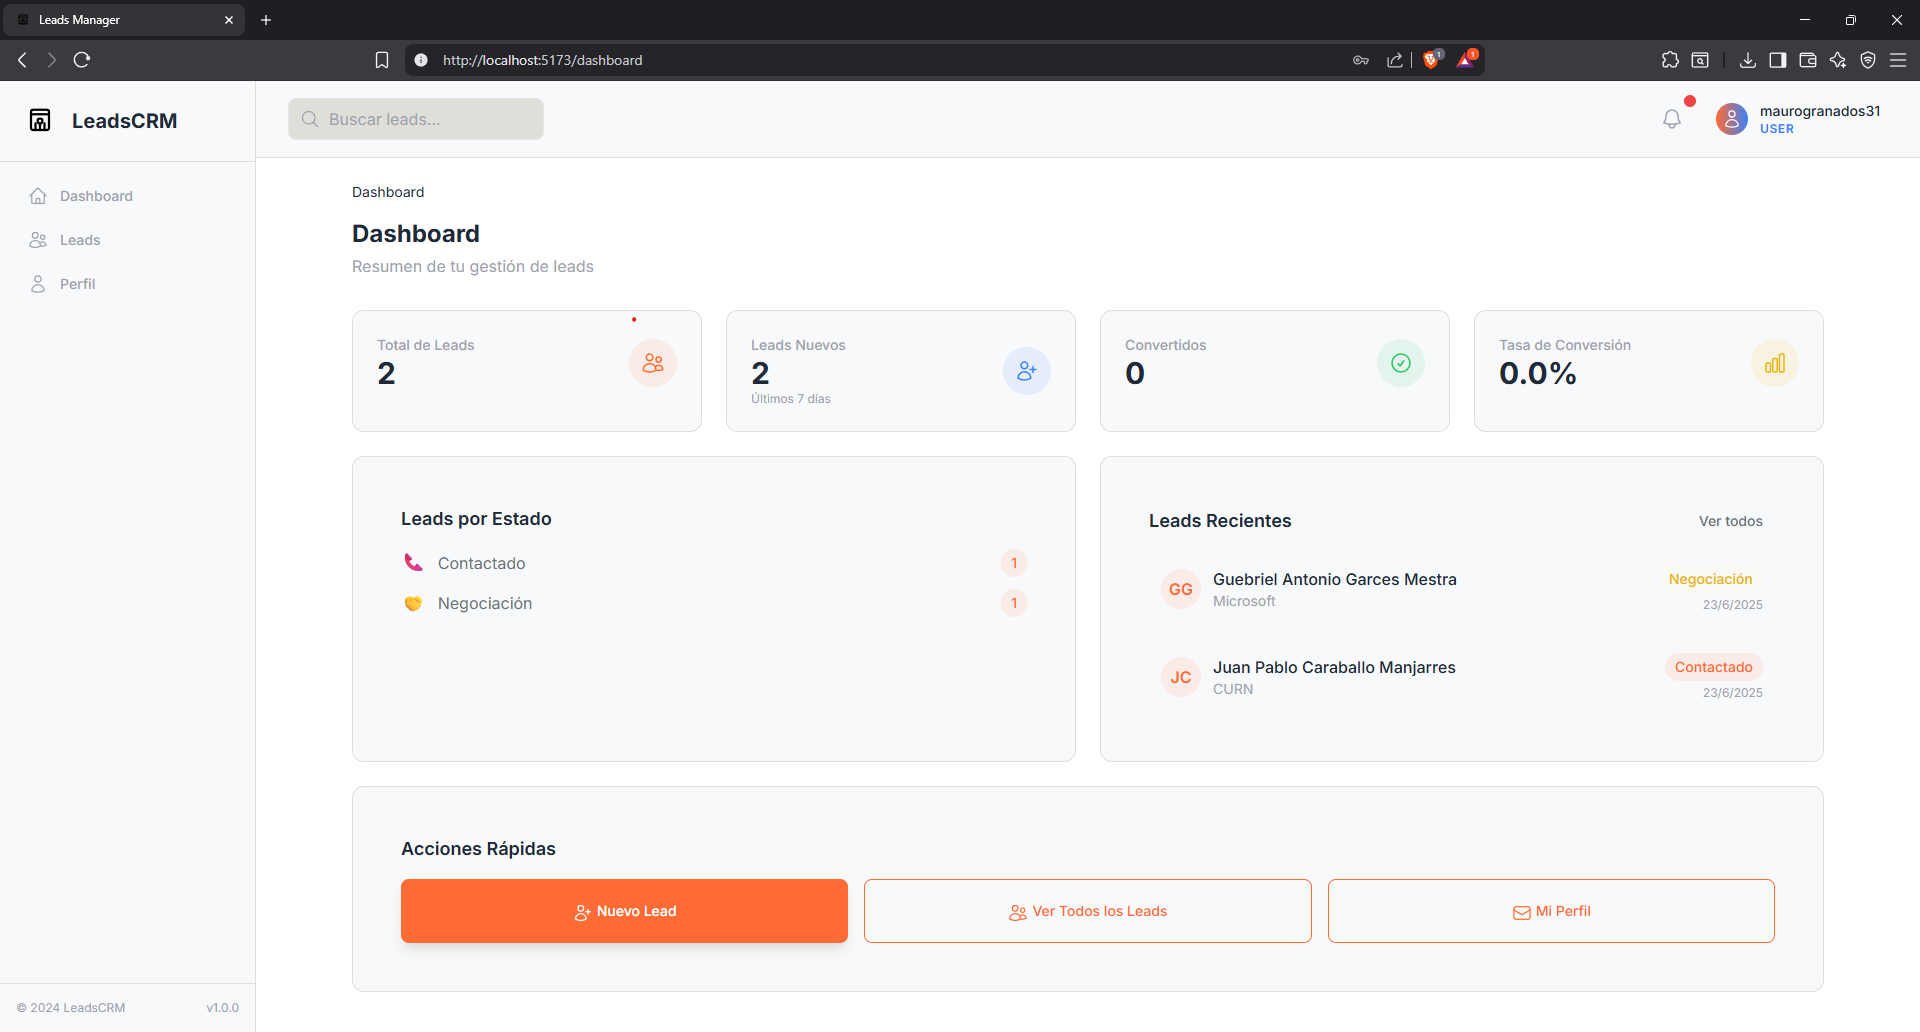 Leads Manager
http://localhost:5173/dashboard
1
1
LeadsCRM
Buscar leads...
maurogranados31
USER
Dashboard
Leads
Perfil
Dashboard
Dashboard
Resumen de tu gestión de leads
Total de Leads
2
Leads Nuevos
2
Últimos 7 días
Convertidos
0
Tasa de Conversión
0.0%
Leads por Estado
Contactado 1
Negociación 1
Leads Recientes
Ver todos
GG
Guebriel Antonio Garces Mestra
Microsoft
Negociación
23/6/2025
JC
Juan Pablo Caraballo Manjarres
CURN
Contactado
23/6/2025
Acciones Rápidas
Nuevo Lead
Ver Todos los Leads
Mi Perfil
© 2024 LeadsCRM
v1.0.0